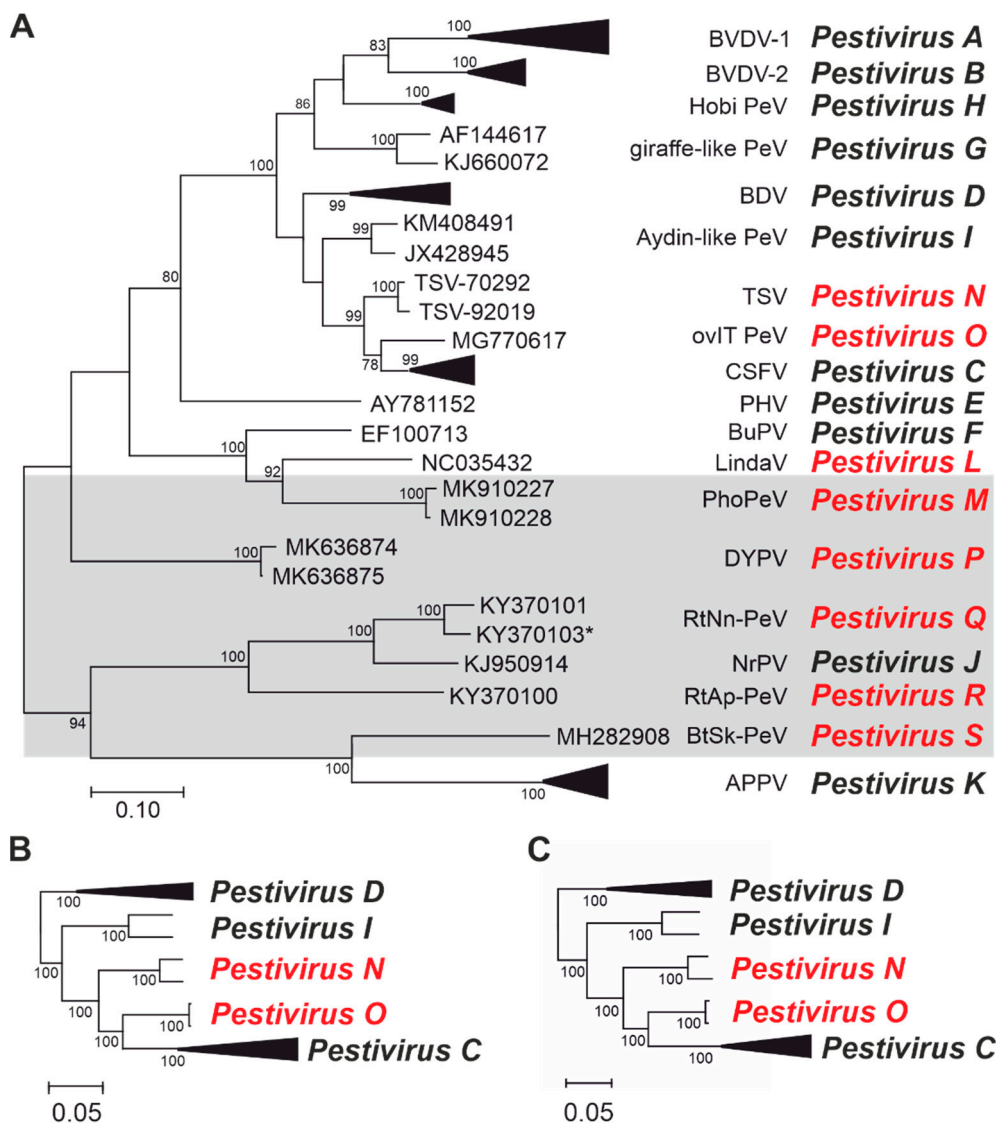 A
100 BVDV-1 Pestivirus A
83
100 BVDV-2 Pestivirus B
100 Hobi PeV Pestivirus H
86
AF144617
100 giraffe-like PeV Pestivirus G
KJ660072
100
99 BDV Pestivirus D
KM408491
99 Aydin-like PeV Pestivirus I
JX428945
80
TSV-70292
100 TSV Pestivirus N
TSV-92019
99
MG770617 ovIT PeV Pestivirus O
78 99 CSFV Pestivirus C
AY781152 PHV Pestivirus E
EF100713 BuPV Pestivirus F
100
NC035432 LindaV Pestivirus L
92
MK910227
100 PhoPeV Pestivirus M
MK910228
MK636874
100 DYPV Pestivirus P
MK636875
KY370101
100 RtNn-PeV Pestivirus Q
KY370103*
100
100
KJ950914 NrPV Pestivirus J
KY370100 RtAp-PeV Pestivirus R
94
MH282908 BtSk-PeV Pestivirus S
100
100 APPV Pestivirus K
0.10
B
Pestivirus D
100
Pestivirus I
100
100
Pestivirus N
100
100
Pestivirus O
100
100
Pestivirus C
100
0.05
C
Pestivirus D
100
Pestivirus I
100
100
Pestivirus N
100
100
Pestivirus O
100
100
Pestivirus C
100
0.05